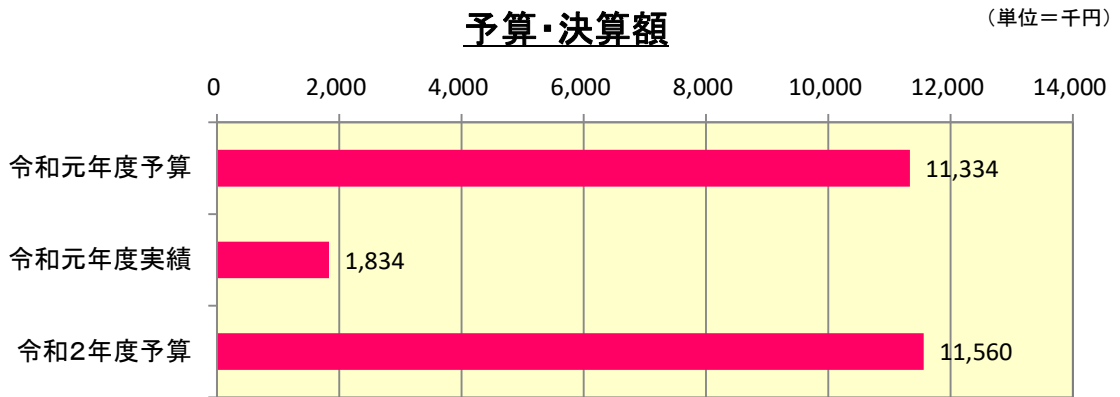 予算・決算額
（単位＝千円）
0 2,000 4,000 6,000 8,000 10,000 12,000 14,000
令和元年度予算 11,334
令和元年度実績 1,834
令和2年度予算 11,560